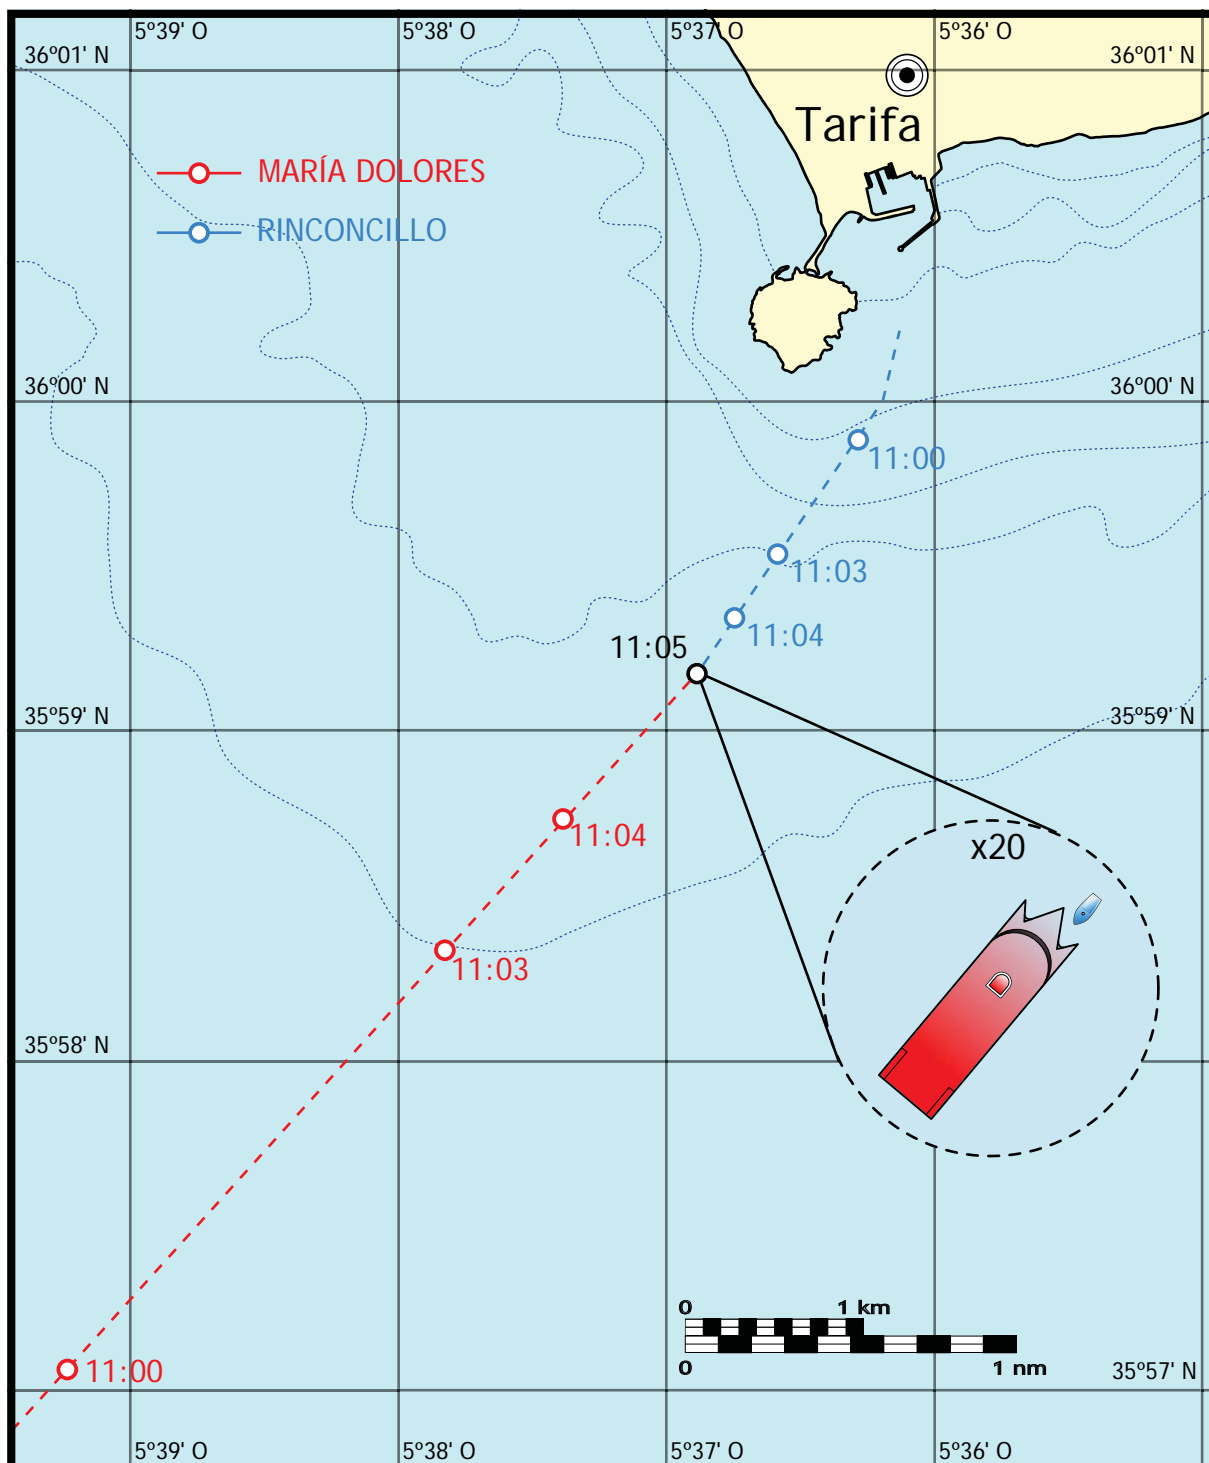 5º39' O
5º38' O
5º37' O
5º36' O
36º01' N
36º01' N
Tarifa
MARÍA DOLORES
RINCONCILLO
36º00' N
36º00' N
11:00
11:03
11:04
11:05
35º59' N
35º59' N
11:04
x20
11:03
35º58' N
0 1 km
0 1 nm
11:00
35º57' N
5º39' O
5º38' O
5º37' O
5º36' O